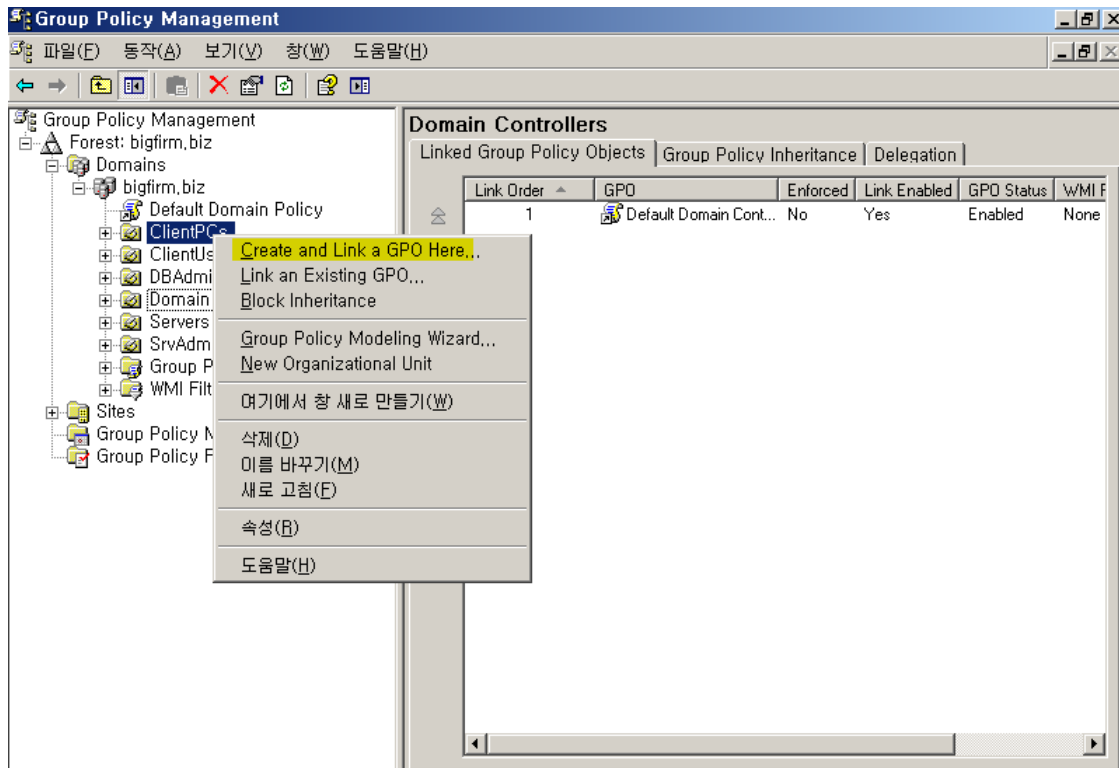 Group Policy Management
파일(F) 동작(A) 보기(V) 창(W) 도움말(H)
Group Policy Management
Forest: bigfirm,biz
Domains
bigfirm,biz
Default Domain Policy
ClientPCs
ClientUs
DBAdmi
Domain
Servers
SrvAdm
Group P
WMI Filt
Sites
Group Policy M
Group Policy F
Create and Link a GPO Here,,,
Link an Existing GPO,,,
Block Inheritance
Group Policy Modeling Wizard,,,
New Organizational Unit
여기에서 창 새로 만들기(W)
삭제(D)
이름 바꾸기(M)
새로 고침(F)
속성(R)
도움말(H)
Domain Controllers
Linked Group Policy Objects Group Policy Inheritance Delegation
Link Order GPO Enforced Link Enabled GPO Status WMI F
1 Default Domain Cont... No Yes Enabled None